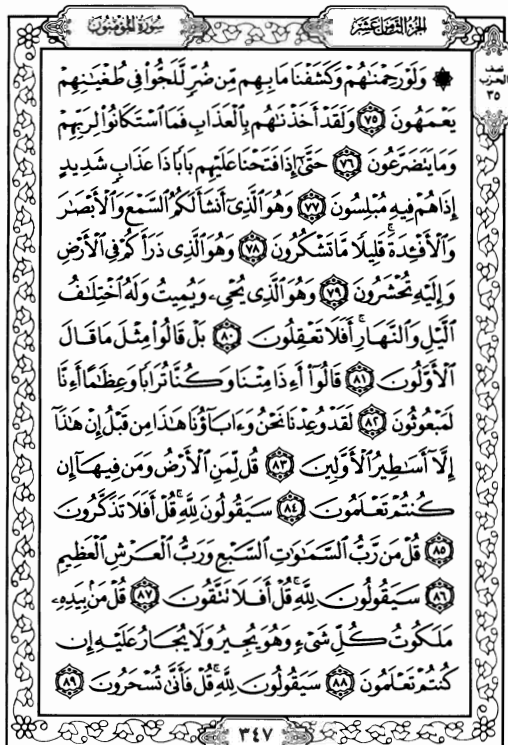 الجزء الثامن عشر
سورة المؤمنون
نصف
الحزب
٣٥
۞ وَلَوْ رَحِمْنَٰهُمْ وَكَشَفْنَا مَا بِهِم مِّن ضُرٍّ لَّلَجُّوا۟ فِى طُغْيَٰنِهِمْ
يَعْمَهُونَ ٧٥ وَلَقَدْ أَخَذْنَٰهُم بِٱلْعَذَابِ فَمَا ٱسْتَكَانُوا۟ لِرَبِّهِمْ
وَمَا يَتَضَرَّعُونَ ٧٦ حَتَّىٰٓ إِذَا فَتَحْنَا عَلَيْهِم بَابًا ذَا عَذَابٍ شَدِيدٍ
إِذَا هُمْ فِيهِ مُبْلِسُونَ ٧٧ وَهُوَ ٱلَّذِىٓ أَنشَأَ لَكُمُ ٱلسَّمْعَ وَٱلْأَبْصَٰرَ
وَٱلْأَفْـِٔدَةَ ۚ قَلِيلًا مَّا تَشْكُرُونَ ٧٨ وَهُوَ ٱلَّذِى ذَرَأَكُمْ فِى ٱلْأَرْضِ
وَإِلَيْهِ تُحْشَرُونَ ٧٩ وَهُوَ ٱلَّذِى يُحْىِۦ وَيُمِيتُ وَلَهُ ٱخْتِلَٰفُ
ٱلَّيْلِ وَٱلنَّهَارِ ۚ أَفَلَا تَعْقِلُونَ ٨٠ بَلْ قَالُوا۟ مِثْلَ مَا قَالَ
ٱلْأَوَّلُونَ ٨١ قَالُوٓا۟ أَءِذَا مِتْنَا وَكُنَّا تُرَابًا وَعِظَٰمًا أَءِنَّا
لَمَبْعُوثُونَ ٨٢ لَقَدْ وُعِدْنَا نَحْنُ وَءَابَآؤُنَا هَٰذَا مِن قَبْلُ إِنْ هَٰذَآ
إِلَّآ أَسَٰطِيرُ ٱلْأَوَّلِينَ ٨٣ قُل لِّمَنِ ٱلْأَرْضُ وَمَن فِيهَآ إِن
كُنتُمْ تَعْلَمُونَ ٨٤ سَيَقُولُونَ لِلَّهِ ۚ قُلْ أَفَلَا تَذَكَّرُونَ
٨٥ قُلْ مَن رَّبُّ ٱلسَّمَٰوَٰتِ ٱلسَّبْعِ وَرَبُّ ٱلْعَرْشِ ٱلْعَظِيمِ
٨٦ سَيَقُولُونَ لِلَّهِ ۚ قُلْ أَفَلَا تَتَّقُونَ ٨٧ قُلْ مَنۢ بِيَدِهِۦ
مَلَكُوتُ كُلِّ شَىْءٍ وَهُوَ يُجِيرُ وَلَا يُجَارُ عَلَيْهِ إِن
كُنتُمْ تَعْلَمُونَ ٨٨ سَيَقُولُونَ لِلَّهِ ۚ قُلْ فَأَنَّىٰ تُسْحَرُونَ ٨٩
٣٤٧